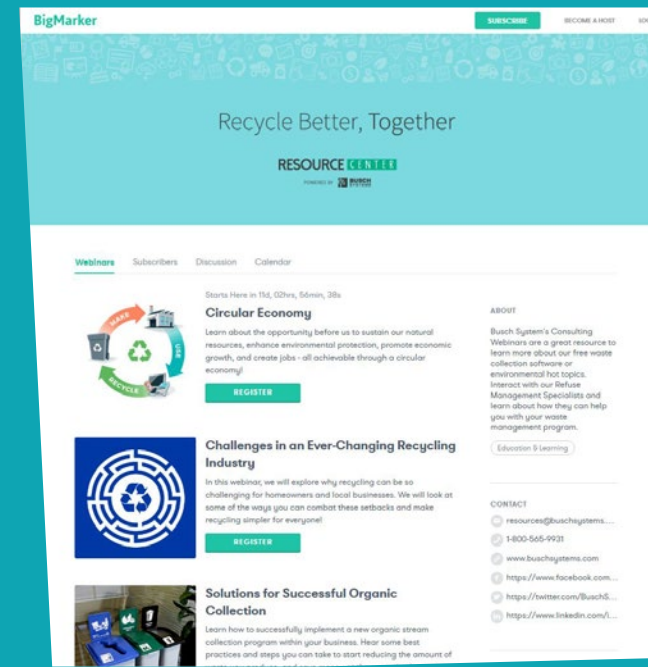 BigMarker
SUBSCRIBE
BECOME A HOST
Recycle Better, Together
RESOURCE CENTER
POWERED BY BUSCH SYSTEMS
Webinars Subscribers Discussion Calendar
Starts Here in 11d, 02hrs, 56min, 38s
Circular Economy
Learn about the opportunity before us to sustain our natural
resources, enhance environmental protection, promote economic
growth, and create jobs - all achievable through a circular
economy!
REGISTER
MAKE
USE
RECYCLE
Challenges in an Ever-Changing Recycling
Industry
In this webinar, we will explore why recycling can be so
challenging for homeowners and local businesses. We will look at
some of the ways you can combat these setbacks and make
recycling simpler for everyone!
REGISTER
Solutions for Successful Organic
Collection
Learn how to successfully implement a new organic stream
collection program within your business. Hear some best
practices and steps you can take to start reducing the amount of
ABOUT
Busch System's Consulting
Webinars are a great resource to
learn more about our free waste
collection software or
environmental hot topics.
Interact with our Refuse
Management Specialists and
learn about how they can help
you with your waste
management program.
Education & Learning
CONTACT
resources@buschsystems....
1-800-565-9931
www.buschsystems.com
https://www.facebook.com...
https://twitter.com/BuschS...
https://www.linkedin.com/i...